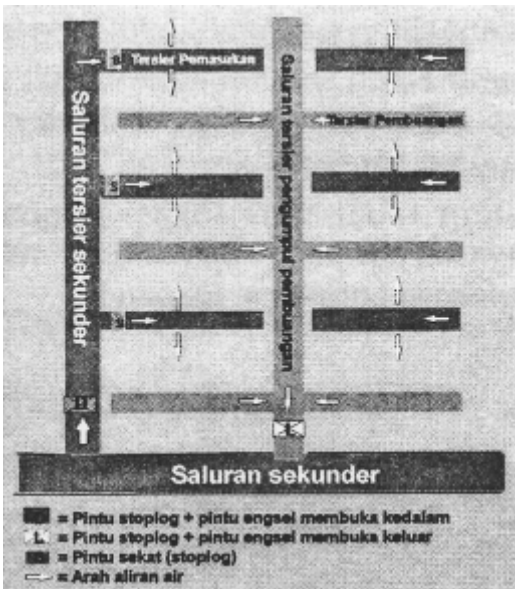 S
Tersier Pemasukan
Saluran tersier sekunder
Saluran tersier pengumpul pembuangan
Tersier Pembuangan
S
S
Saluran sekunder
= Pintu stoplog + pintu engsel membuka kedalam
= Pintu stoplog + pintu engsel membuka keluar
= Pintu sekat (stoplog)
= Arah aliran air